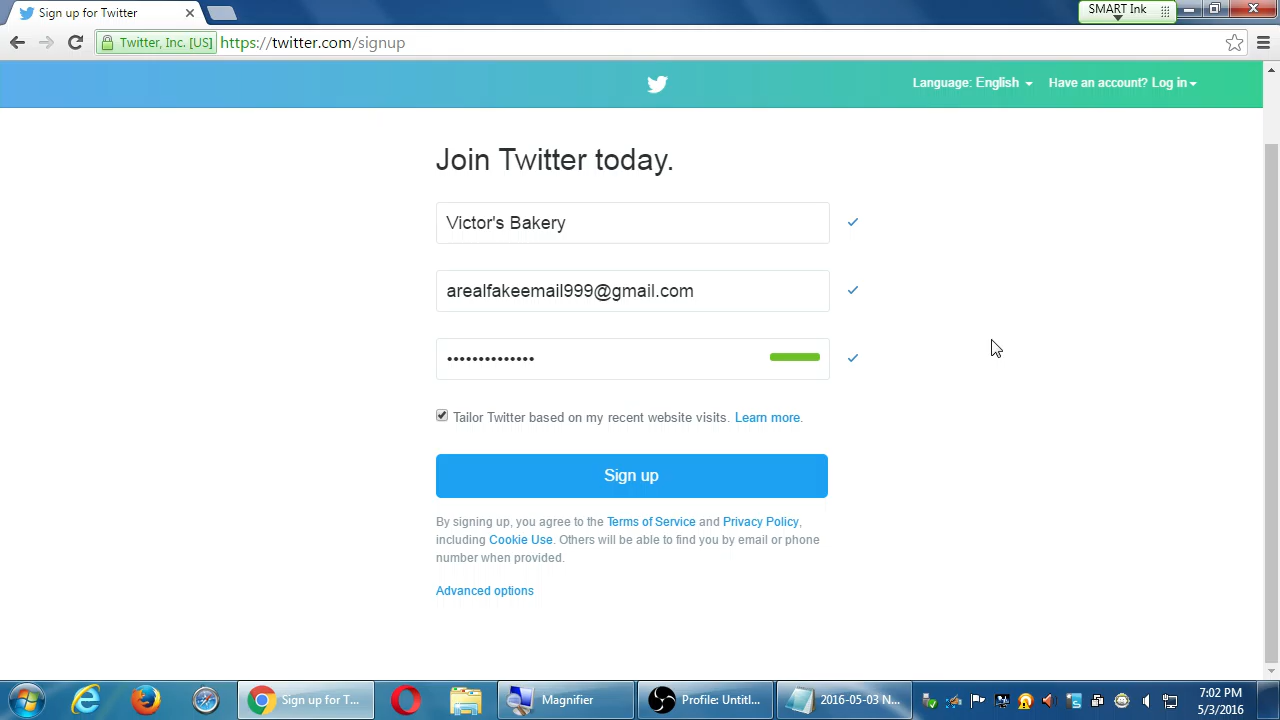 Sign up for Twitter
SMART Ink
Twitter, Inc. [US] https://twitter.com/signup
Language: English Have an account? Log in
Join Twitter today.
Victor's Bakery
arealfakeemail999@gmail.com
••••••••••••••
Tailor Twitter based on my recent website visits. Learn more.
Sign up
By signing up, you agree to the Terms of Service and Privacy Policy,
including Cookie Use. Others will be able to find you by email or phone
number when provided.
Advanced options
Sign up for T...
Magnifier
Profile: Untitl...
2016-05-03 N...
7:02 PM
5/3/2016